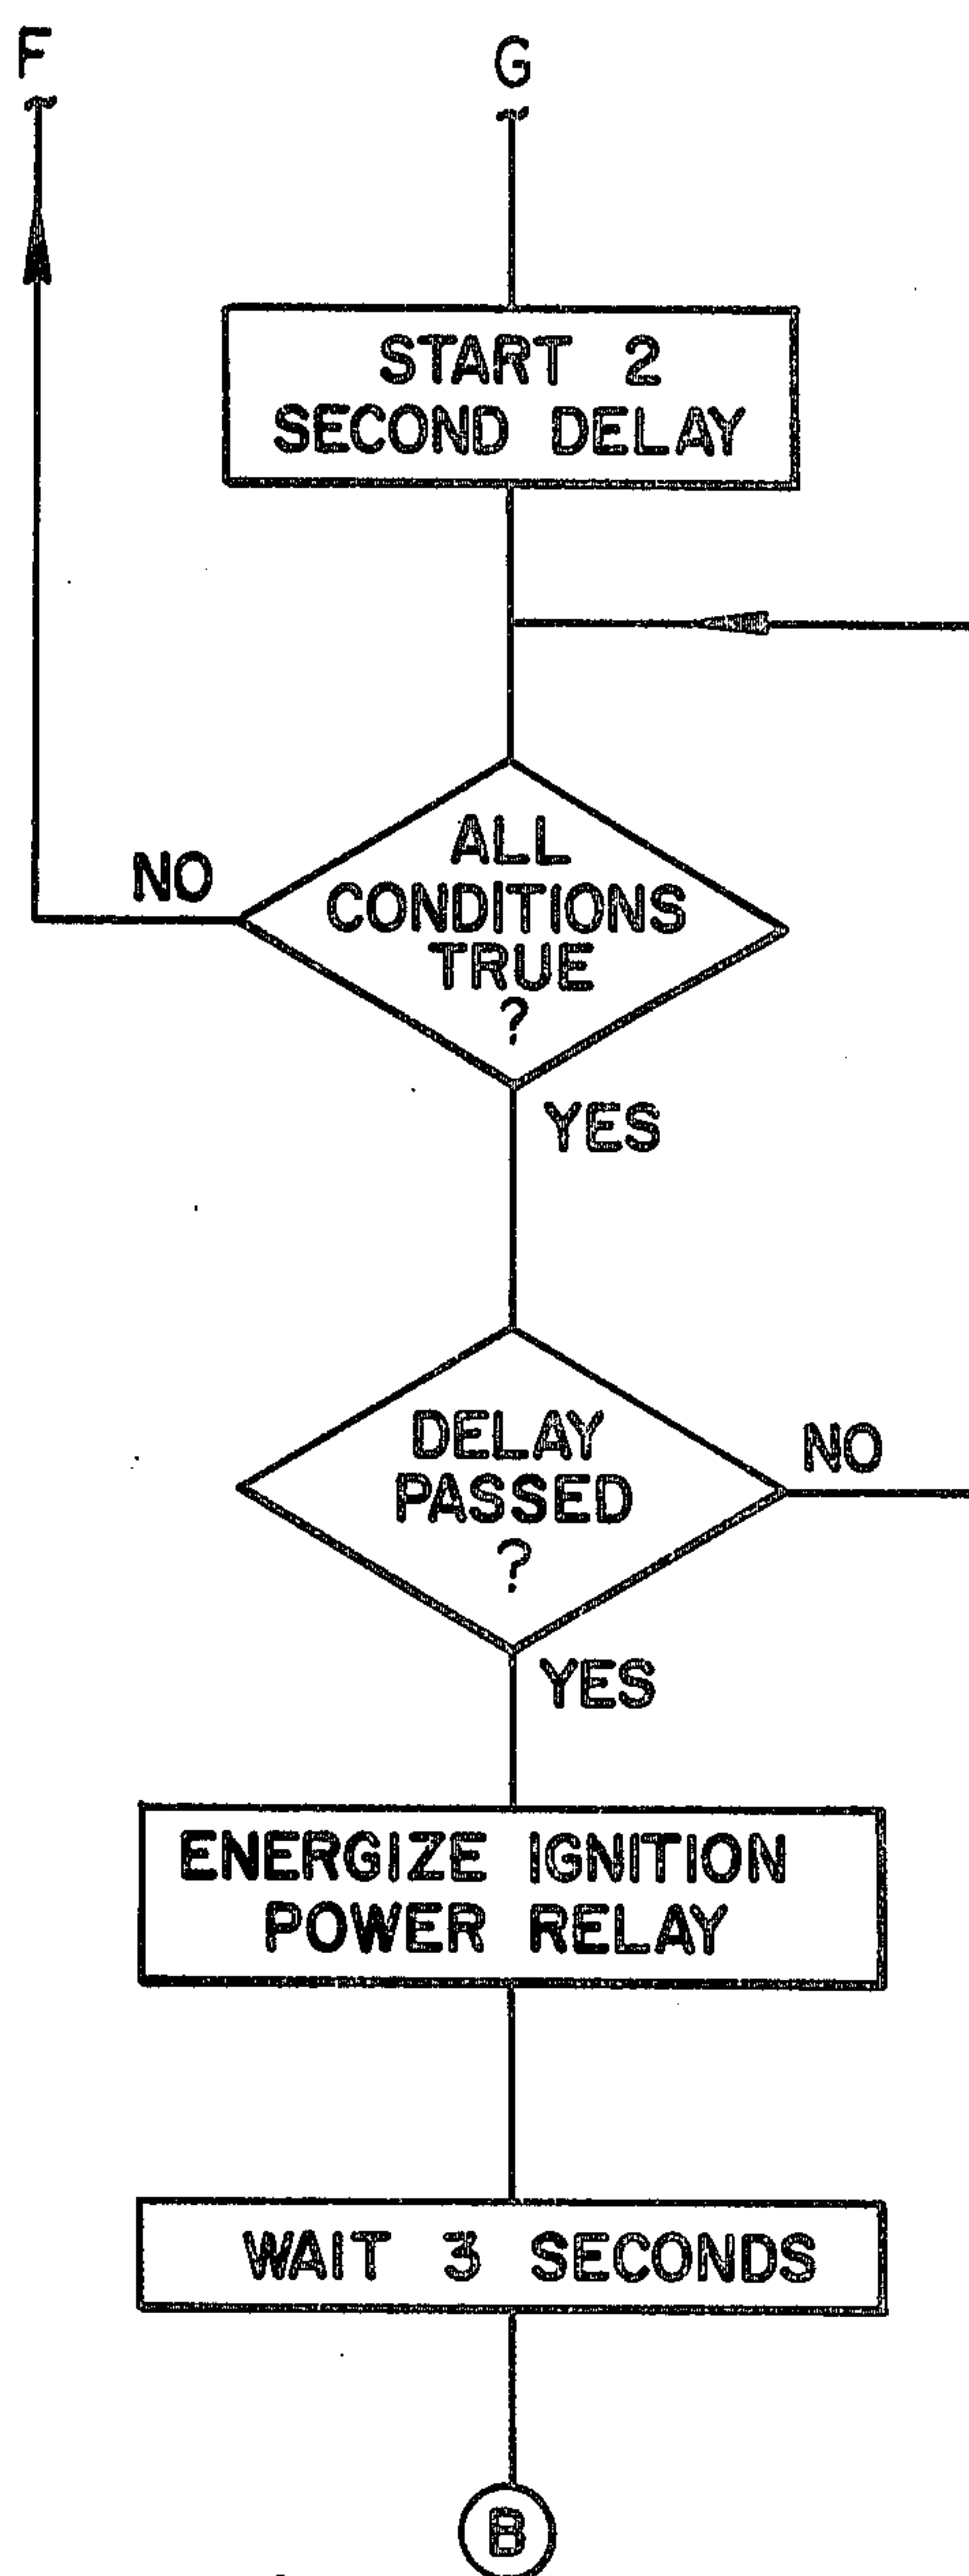 F
G
START 2
SECOND DELAY
ALL
CONDITIONS
TRUE
?
NO
YES
DELAY
PASSED
?
NO
YES
ENERGIZE IGNITION
POWER RELAY
WAIT 3 SECONDS
B